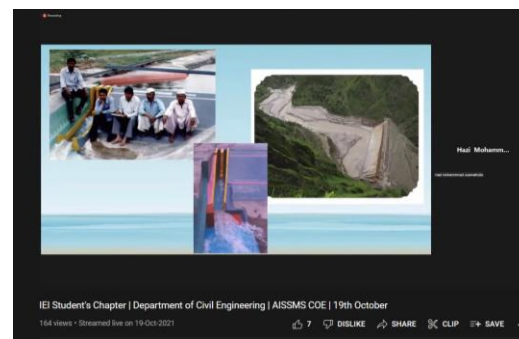 Recording
Hazi Mohamm...
IEI Student's Chapter | Department of Civil Engineering | AISSMS COE | 19th October
164 views • Streamed live on 19-Oct-2021
7 DISLIKE SHARE CLIP SAVE